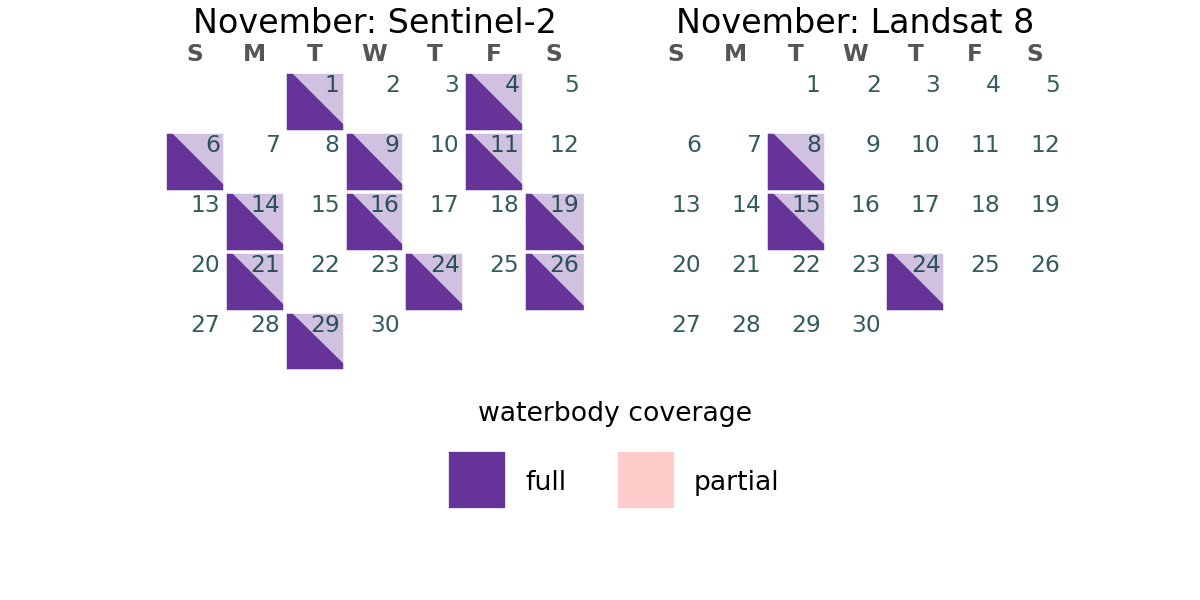 November: Sentinel-2
S M T W T F S
1 2 3 4 5
6 7 8 9 10 11 12
13 14 15 16 17 18 19
20 21 22 23 24 25 26
27 28 29 30
November: Landsat 8
S M T W T F S
1 2 3 4 5
6 7 8 9 10 11 12
13 14 15 16 17 18 19
20 21 22 23 24 25 26
27 28 29 30
waterbody coverage
full partial